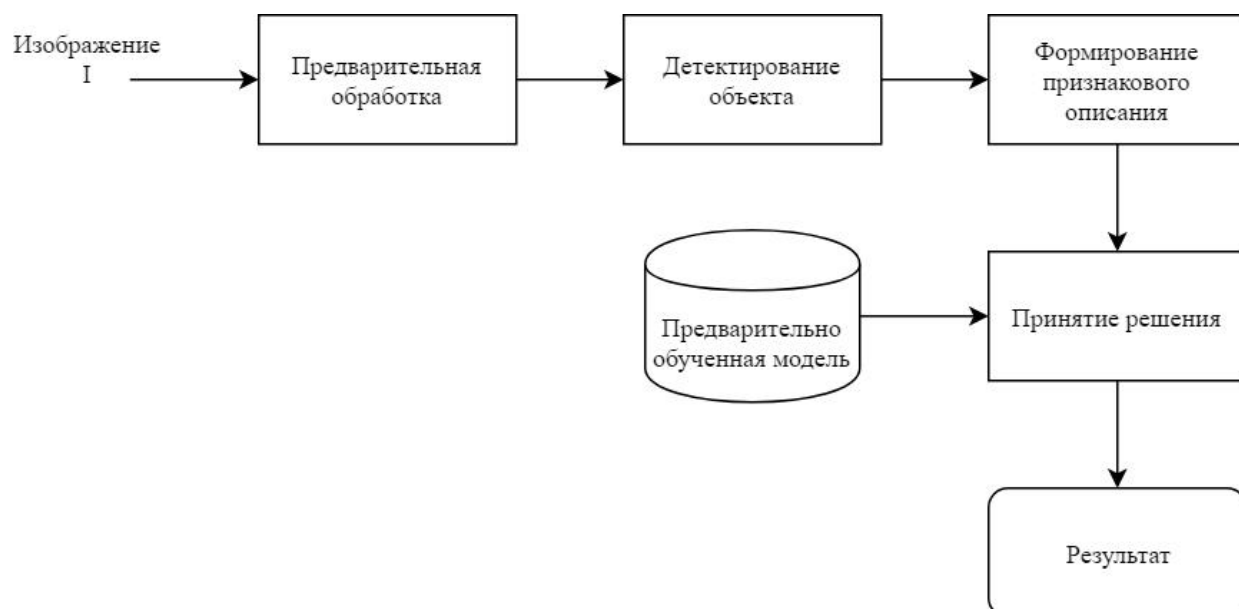 Изображение
I
Предварительная
обработка
Детектирование
объекта
Формирование
признакового
описания
Предварительно
обученная модель
Принятие решения
Результат